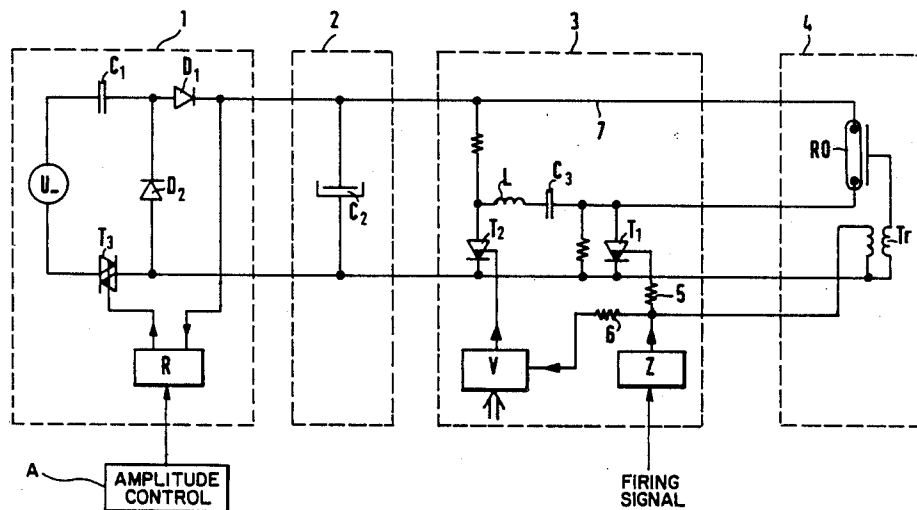 1
2
3
4
C1
D1
7
RO
U~
D2
C2
L
C3
T3
T2
T1
Tr
5
6
R
V
Z
A
AMPLITUDE
CONTROL
FIRING
SIGNAL